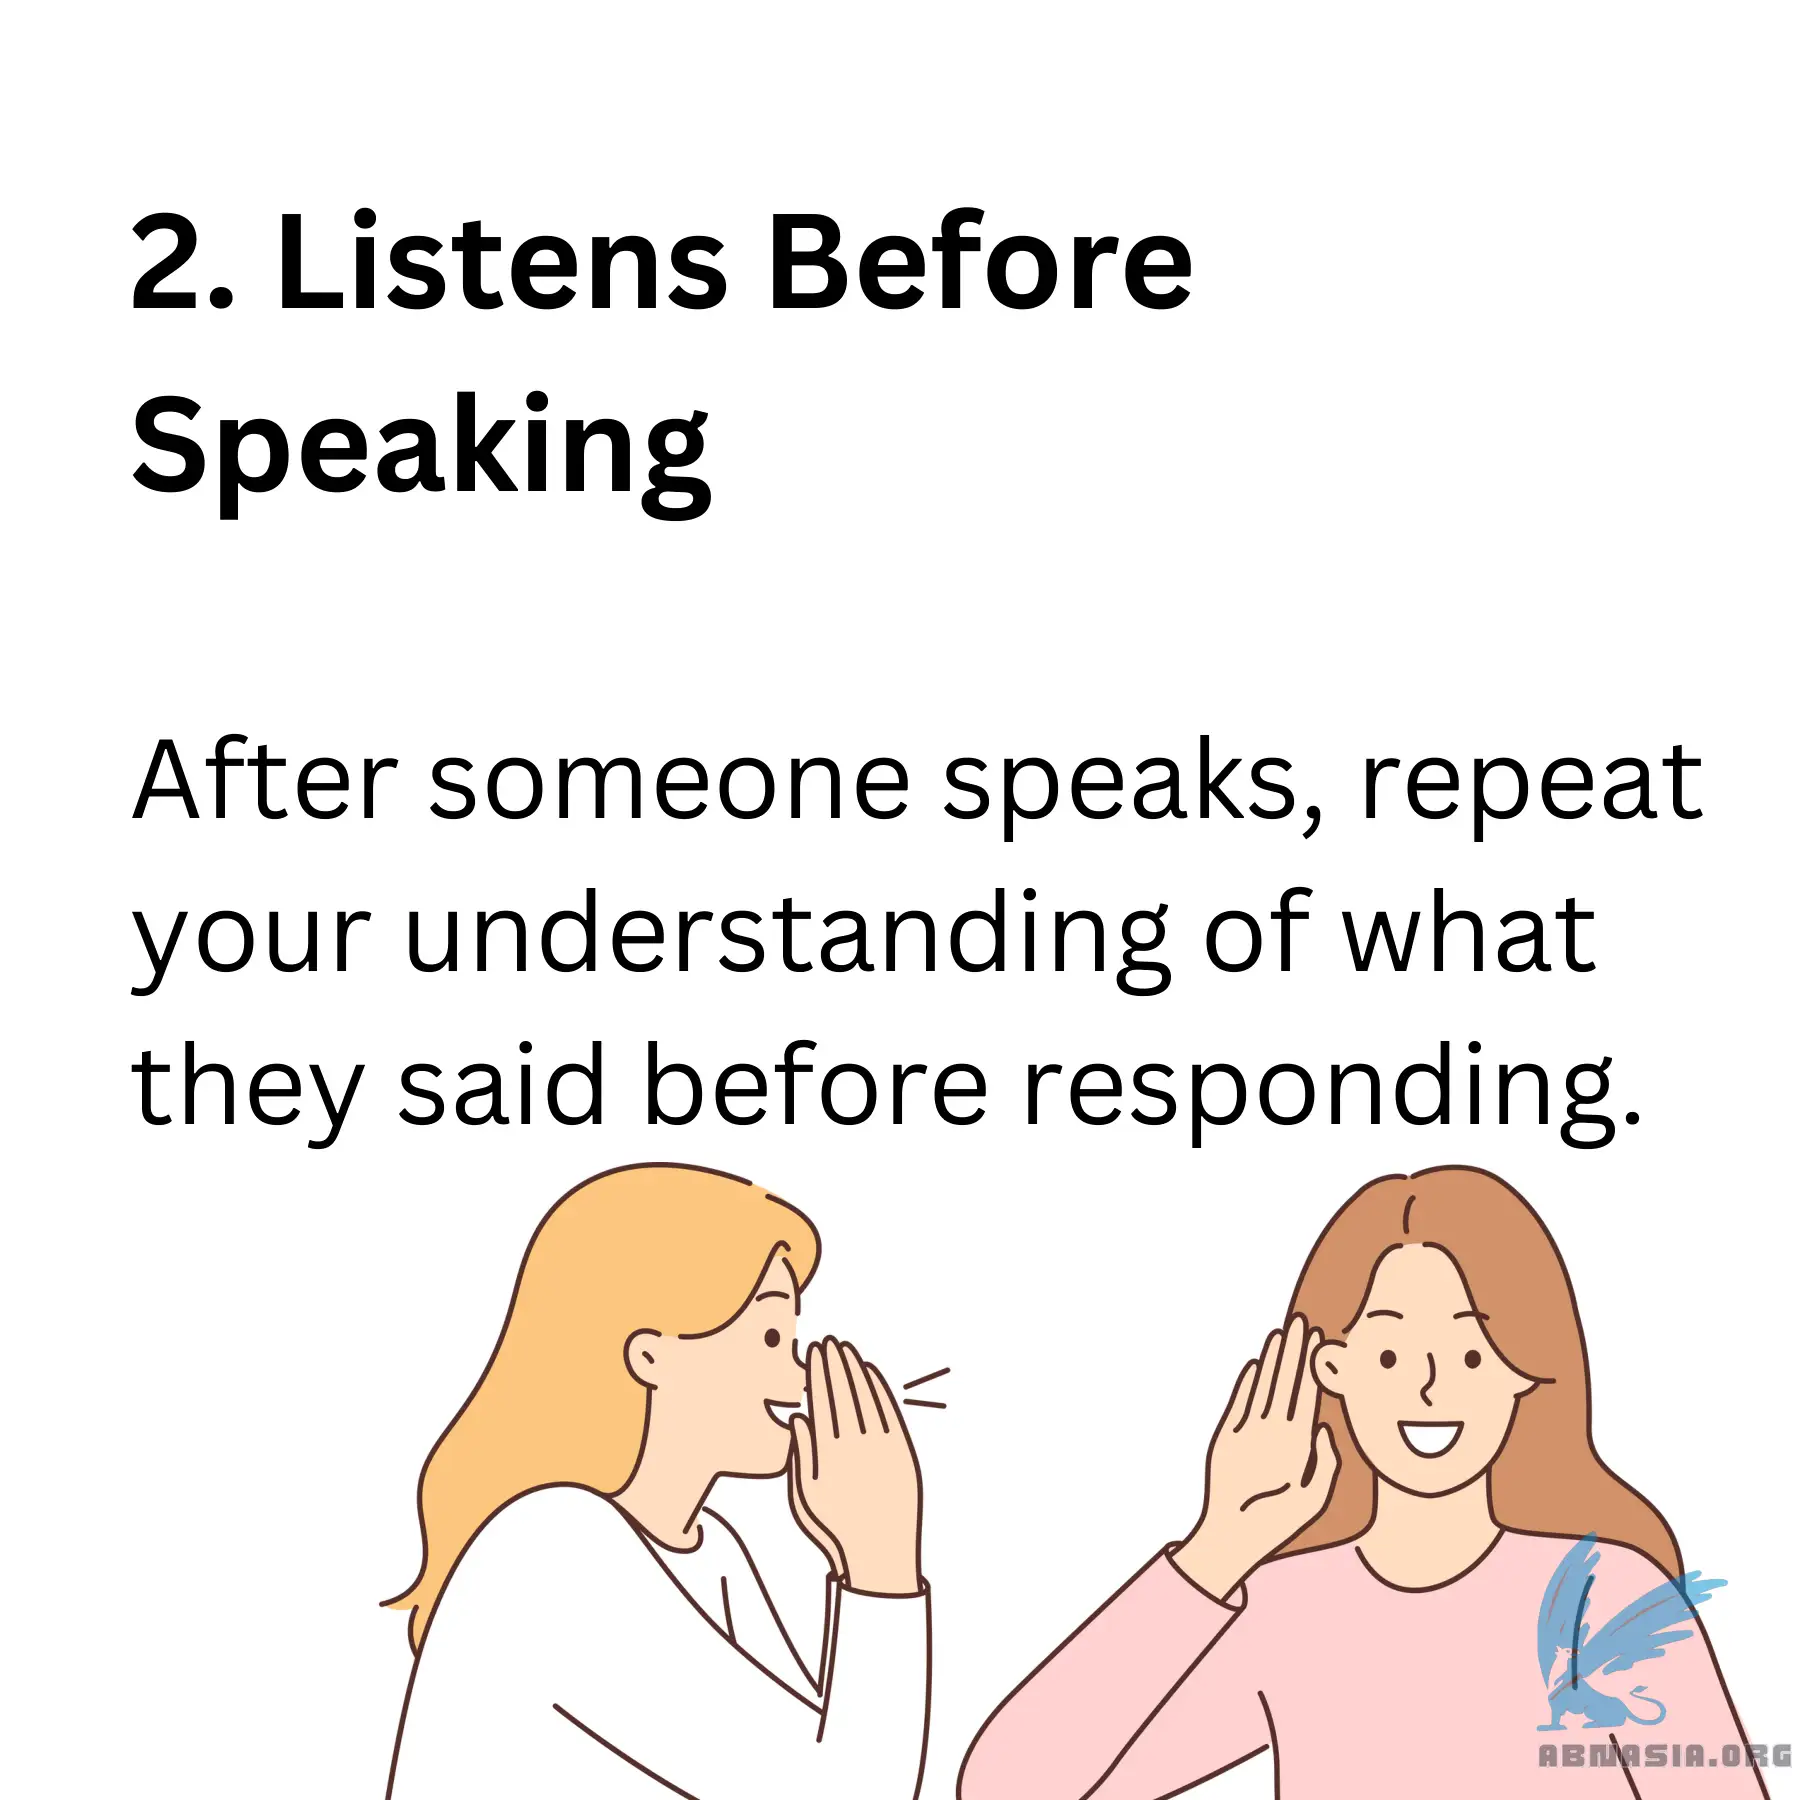 2. Listens Before
Speaking
After someone speaks, repeat
your understanding of what
they said before responding.
ABNASIA.ORG